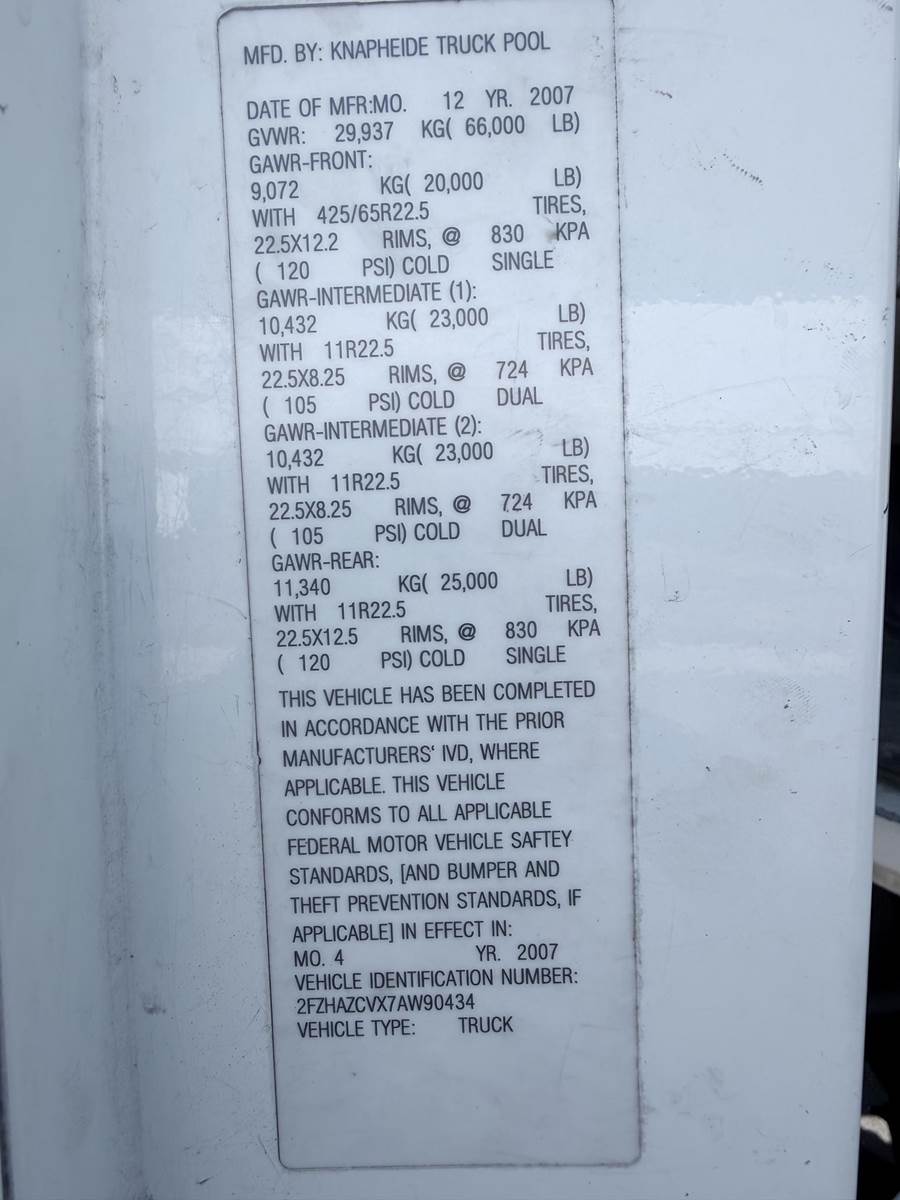 MFD. BY: KNAPHEIDE TRUCK POOL
DATE OF MFR:MO. 12 YR. 2007
GVWR: 29,937 KG( 66,000 LB)
GAWR-FRONT:
9,072 KG( 20,000 LB)
WITH 425/65R22.5 TIRES,
22.5X12.2 RIMS, @ 830 KPA
( 120 PSI) COLD SINGLE
GAWR-INTERMEDIATE (1):
10,432 KG( 23,000 LB)
WITH 11R22.5 TIRES,
22.5X8.25 RIMS, @ 724 KPA
( 105 PSI) COLD DUAL
GAWR-INTERMEDIATE (2):
10,432 KG( 23,000 LB)
WITH 11R22.5 TIRES,
22.5X8.25 RIMS, @ 724 KPA
( 105 PSI) COLD DUAL
GAWR-REAR:
11,340 KG( 25,000 LB)
WITH 11R22.5 TIRES,
22.5X12.5 RIMS, @ 830 KPA
( 120 PSI) COLD SINGLE
THIS VEHICLE HAS BEEN COMPLETED
IN ACCORDANCE WITH THE PRIOR
MANUFACTURERS' IVD, WHERE
APPLICABLE. THIS VEHICLE
CONFORMS TO ALL APPLICABLE
FEDERAL MOTOR VEHICLE SAFTEY
STANDARDS, [AND BUMPER AND
THEFT PREVENTION STANDARDS, IF
APPLICABLE] IN EFFECT IN:
MO. 4 YR. 2007
VEHICLE IDENTIFICATION NUMBER:
2FZHAZCVX7AW90434
VEHICLE TYPE: TRUCK